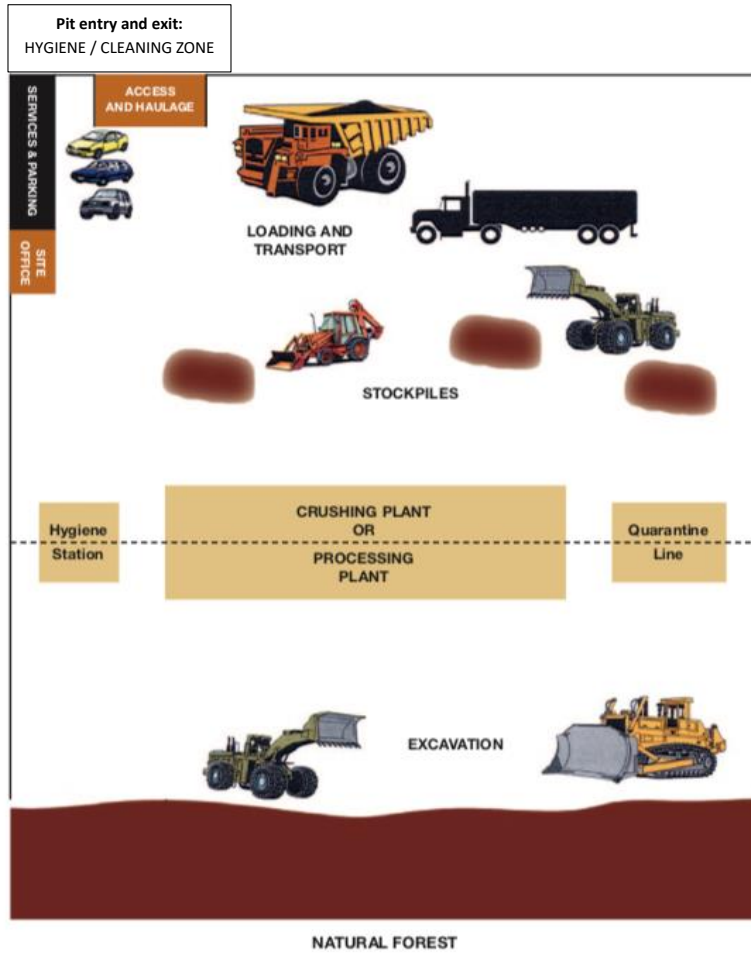 Pit entry and exit:
HYGIENE / CLEANING ZONE
SERVICES & PARKING
ACCESS
AND HAULAGE
SITE
OFFICE
LOADING AND
TRANSPORT
STOCKPILES
Hygiene
Station
CRUSHING PLANT
OR
PROCESSING
PLANT
Quarantine
Line
EXCAVATION
NATURAL FOREST